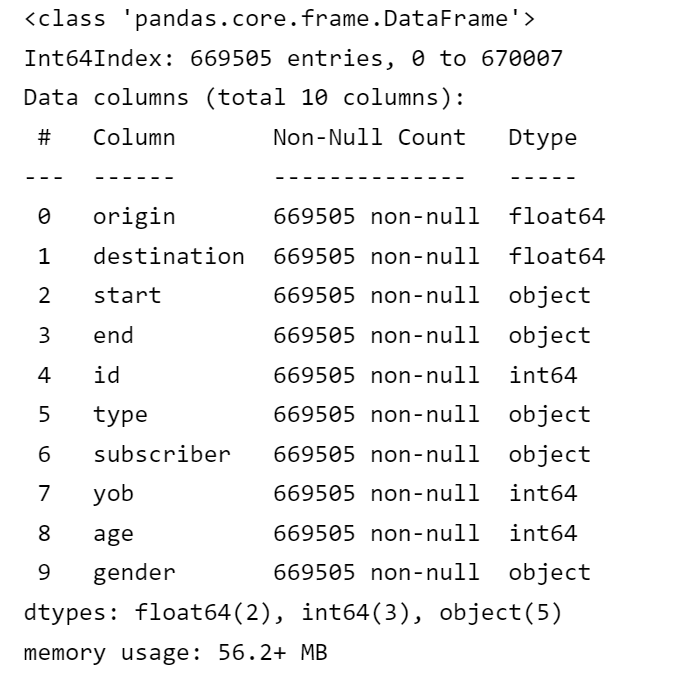 <class 'pandas.core.frame.DataFrame'>
Int64Index: 669505 entries, 0 to 670007
Data columns (total 10 columns):
 #   Column       Non-Null Count   Dtype
---  ------       --------------   -----
 0   origin       669505 non-null  float64
 1   destination  669505 non-null  float64
 2   start        669505 non-null  object
 3   end          669505 non-null  object
 4   id           669505 non-null  int64
 5   type         669505 non-null  object
 6   subscriber   669505 non-null  object
 7   yob          669505 non-null  int64
 8   age          669505 non-null  int64
 9   gender       669505 non-null  object
dtypes: float64(2), int64(3), object(5)
memory usage: 56.2+ MB